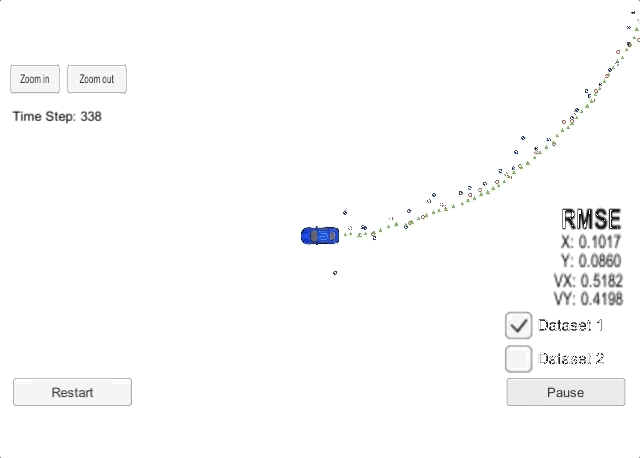 Zoom in
Zoom out
Time Step: 338
RMSE
X: 0.1017
Y: 0.0860
VX: 0.5182
VY: 0.4198
Dataset 1
Dataset 2
Restart
Pause